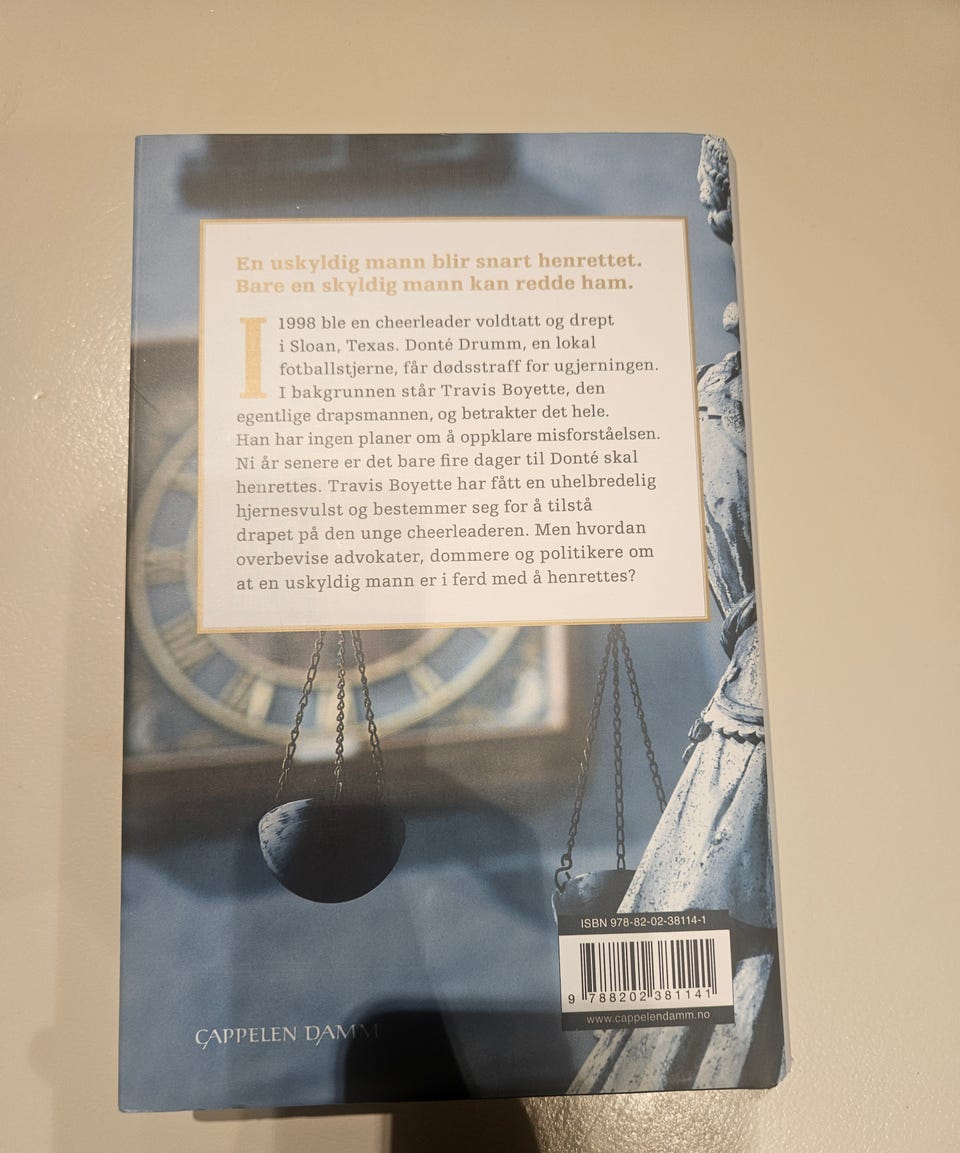 En uskyldig mann blir snart henrettet.
Bare en skyldig mann kan redde ham.
I 1998 ble en cheerleader voldtatt og drept
i Sloan, Texas. Donté Drumm, en lokal
fotballstjerne, får dødsstraff for ugjerningen.
I bakgrunnen står Travis Boyette, den
egentlige drapsmannen, og betrakter det hele.
Han har ingen planer om å oppklare misforståelsen.
Ni år senere er det bare fire dager til Donté skal
henrettes. Travis Boyette har fått en uhelbredelig
hjernesvulst og bestemmer seg for å tilstå
drapet på den unge cheerleaderen. Men hvordan
overbevise advokater, dommere og politikere om
at en uskyldig mann er i ferd med å henrettes?
ISBN 978-82-02-38114-1
9 788202 381141
www.cappelendamm.no
CAPPELEN DAMM